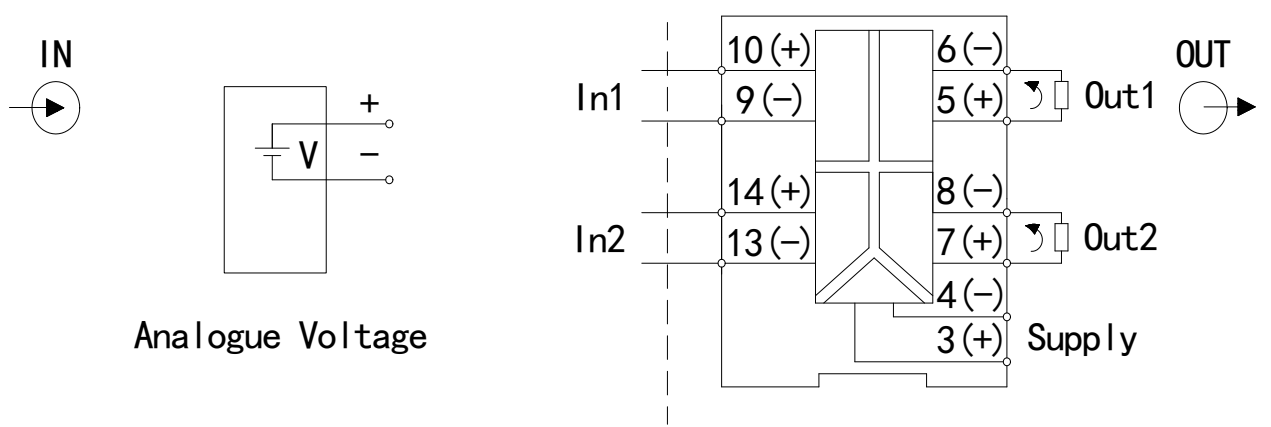 IN
+
V
−
Analogue Voltage
In1
10(+)
9(−)
6(−)
5(+)
Out1
OUT
In2
14(+)
13(−)
8(−)
7(+)
Out2
4(−)
3(+)
Supply